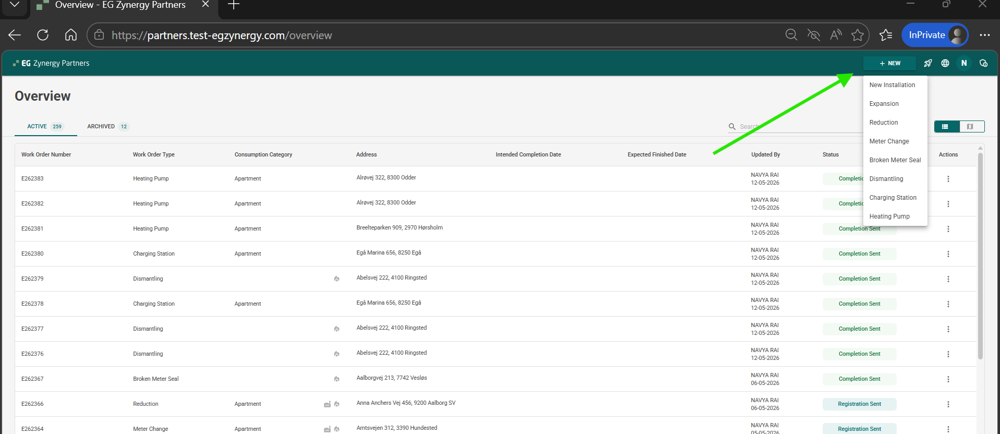 Overview - EG Zynergy Partners
https://partners.test-egzynergy.com/overview
InPrivate
EG Zynergy Partners
+ NEW
N
New Installation
Expansion
Reduction
Meter Change
Broken Meter Seal
Dismantling
Charging Station
Heating Pump
Overview
ACTIVE 259 ARCHIVED 12
Search
Work Order Number Work Order Type Consumption Category Address Intended Completion Date Expected Finished Date Updated By Status Actions
E262383 Heating Pump Apartment Alrøvej 322, 8300 Odder NAVYA RAI 12-05-2026
E262382 Heating Pump Apartment Alrøvej 322, 8300 Odder NAVYA RAI 12-05-2026
E262381 Heating Pump Apartment Breelteparken 909, 2970 Hørsholm NAVYA RAI 12-05-2026 Completion Sent
E262380 Charging Station Apartment Egå Marina 656, 8250 Egå NAVYA RAI 12-05-2026 Completion Sent
E262379 Dismantling Abelsvej 222, 4100 Ringsted NAVYA RAI 12-05-2026 Completion Sent
E262378 Charging Station Apartment Egå Marina 656, 8250 Egå NAVYA RAI 12-05-2026 Completion Sent
E262377 Dismantling Abelsvej 222, 4100 Ringsted NAVYA RAI 12-05-2026 Completion Sent
E262376 Dismantling Abelsvej 222, 4100 Ringsted NAVYA RAI 12-05-2026 Completion Sent
E262367 Broken Meter Seal Aalborgvej 213, 7742 Vesløs NAVYA RAI 06-05-2026 Completion Sent
E262366 Reduction Apartment Anna Anchers Vej 456, 9200 Aalborg SV NAVYA RAI 06-05-2026 Registration Sent
E262364 Meter Change Apartment Amtsvejen 312, 3390 Hundested NAVYA RAI 05-05-2026 Registration Sent